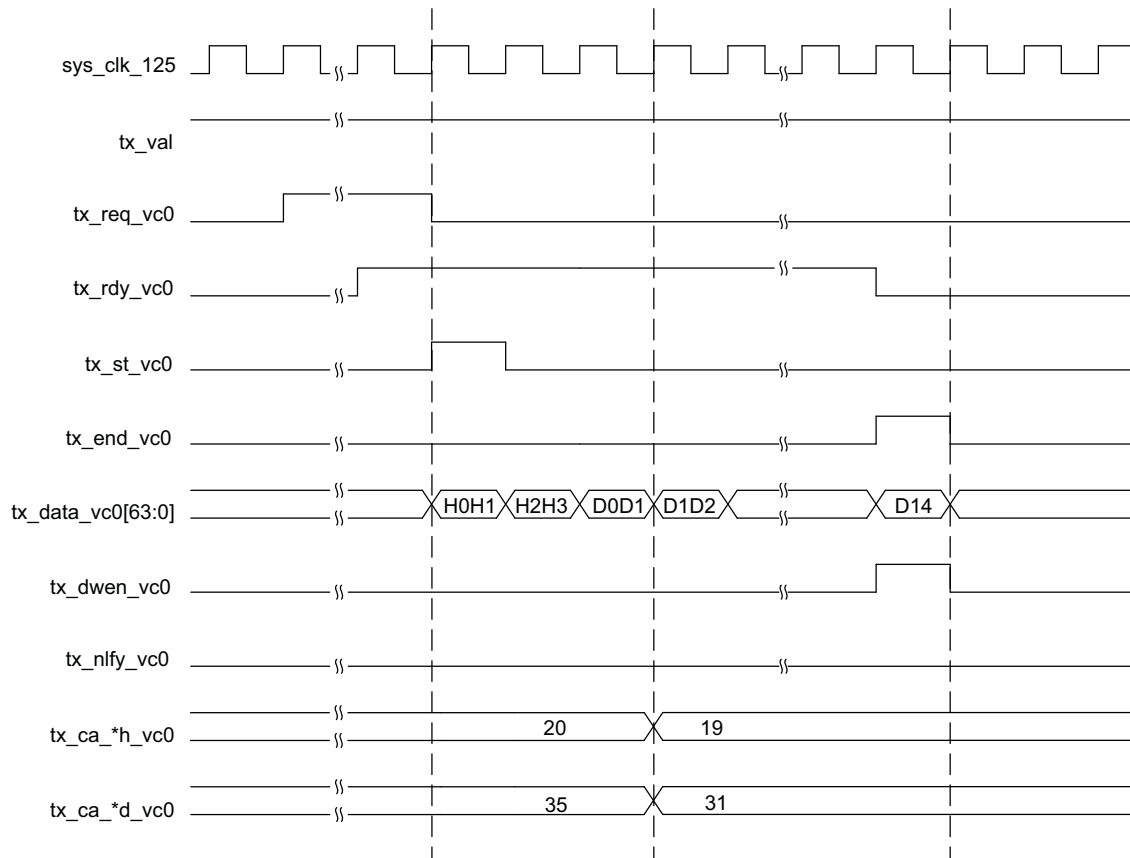 sys_clk_125
tx_val
tx_req_vc0
tx_rdy_vc0
tx_st_vc0
tx_end_vc0
tx_data_vc0[63:0] H0H1 H2H3 D0D1 D1D2 D14
tx_dwen_vc0
tx_nlfy_vc0
tx_ca_*h_vc0 20 19
tx_ca_*d_vc0 35 31